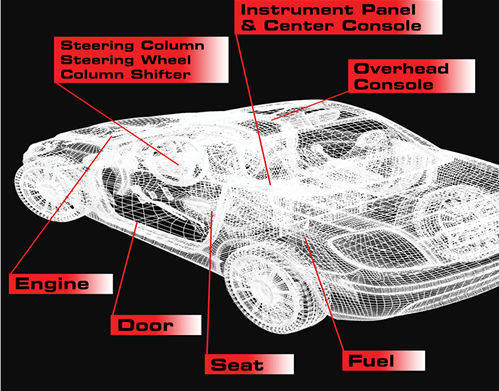 Instrument Panel
& Center Console
Steering Column
Steering Wheel
Column Shifter
Overhead
Console
Engine
Door
Seat
Fuel